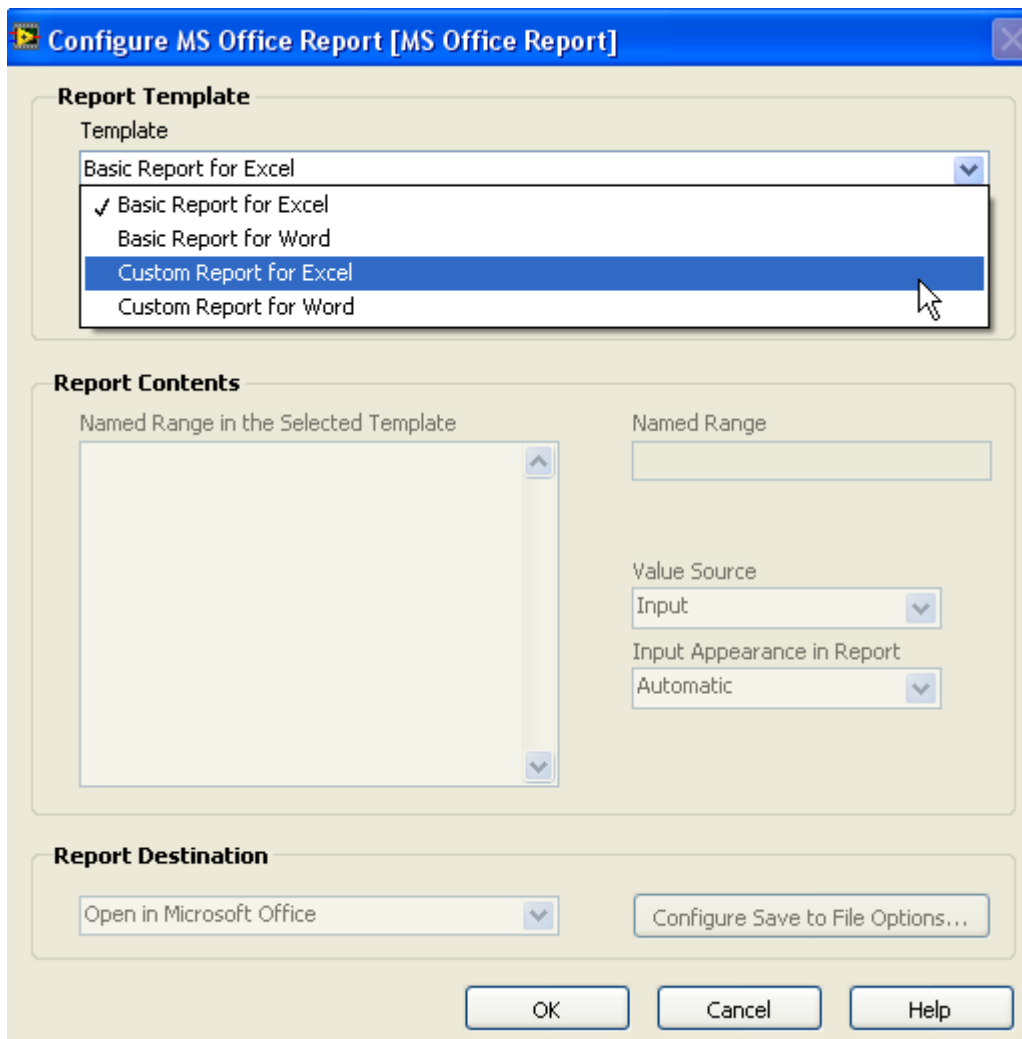 Configure MS Office Report [MS Office Report]
Report Template
Template
Basic Report for Excel
✓ Basic Report for Excel
Basic Report for Word
Custom Report for Excel
Custom Report for Word
Report Contents
Named Range in the Selected Template
Named Range
Value Source
Input
Input Appearance in Report
Automatic
Report Destination
Open in Microsoft Office
Configure Save to File Options...
OK
Cancel
Help